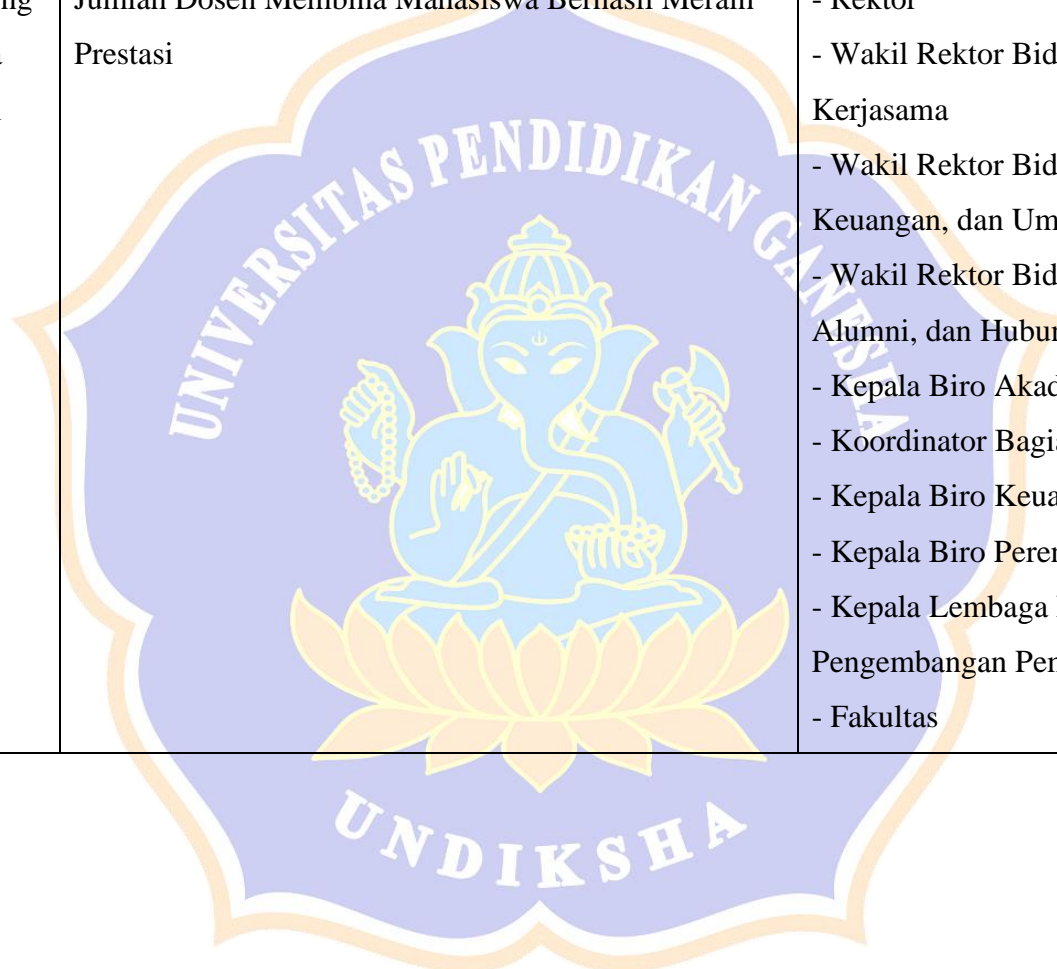 Jumlah Dosen Membina Mahasiswa Berhasil Meraih
Prestasi
- Rektor
- Wakil Rektor Bid
Kerjasama
- Wakil Rektor Bid
Keuangan, dan Um
- Wakil Rektor Bid
Alumni, dan Hubu
- Kepala Biro Akad
- Koordinator Bagi
- Kepala Biro Keua
- Kepala Biro Peren
- Kepala Lembaga
Pengembangan Pen
- Fakultas
UNIVERSITAS PENDIDIKAN GANESHA
UNDIKSHA